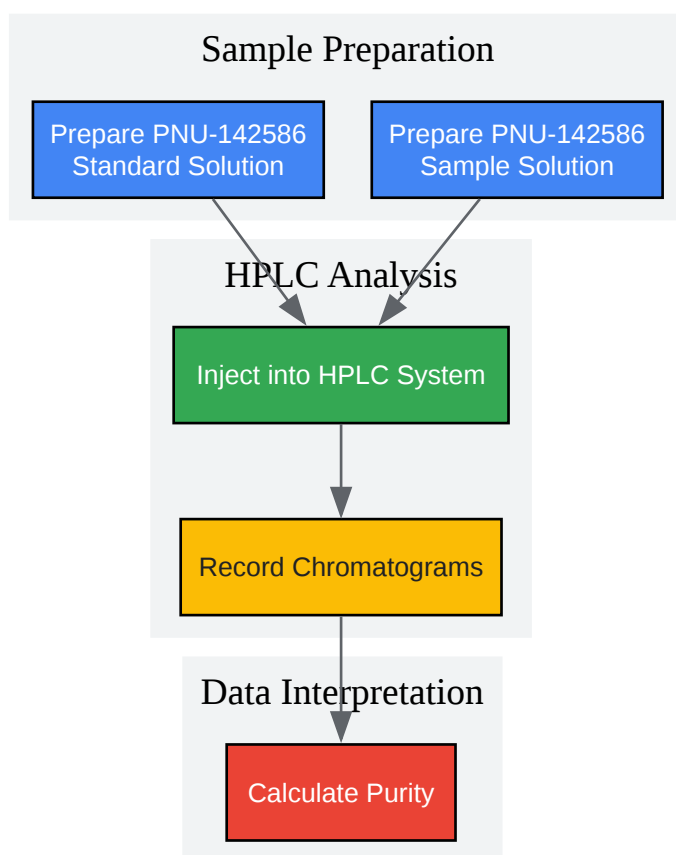 Sample Preparation
Prepare PNU-142586
Standard Solution
Prepare PNU-142586
Sample Solution
HPLC Analysis
Inject into HPLC System
Record Chromatograms
Data Interpretation
Calculate Purity